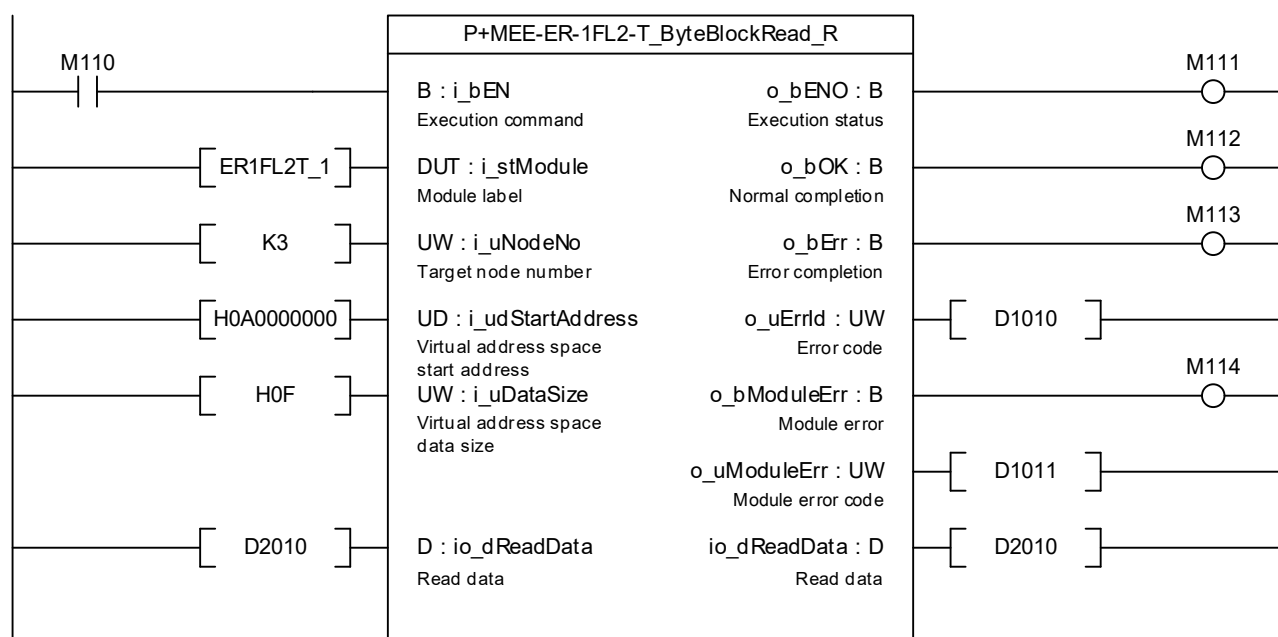 P+MEE-ER-1FL2-T_ByteBlockRead_R
M110
M111
B : i_bEN
o_bENO : B
Execution command
Execution status
M112
ER1FL2T_1
DUT : i_stModule
o_bOK : B
Module label
Normal completion
M113
K3
UW : i_uNodeNo
o_bErr : B
Target node number
Error completion
H0A0000000
UD : i_udStartAddress
o_uErrId : UW
D1010
Virtual address space
Error code
start address
M114
H0F
UW : i_uDataSize
o_bModuleErr : B
Virtual address space
Module error
data size
o_uModuleErr : UW
D1011
Module error code
D2010
D : io_dReadData
io_dReadData : D
D2010
Read data
Read data